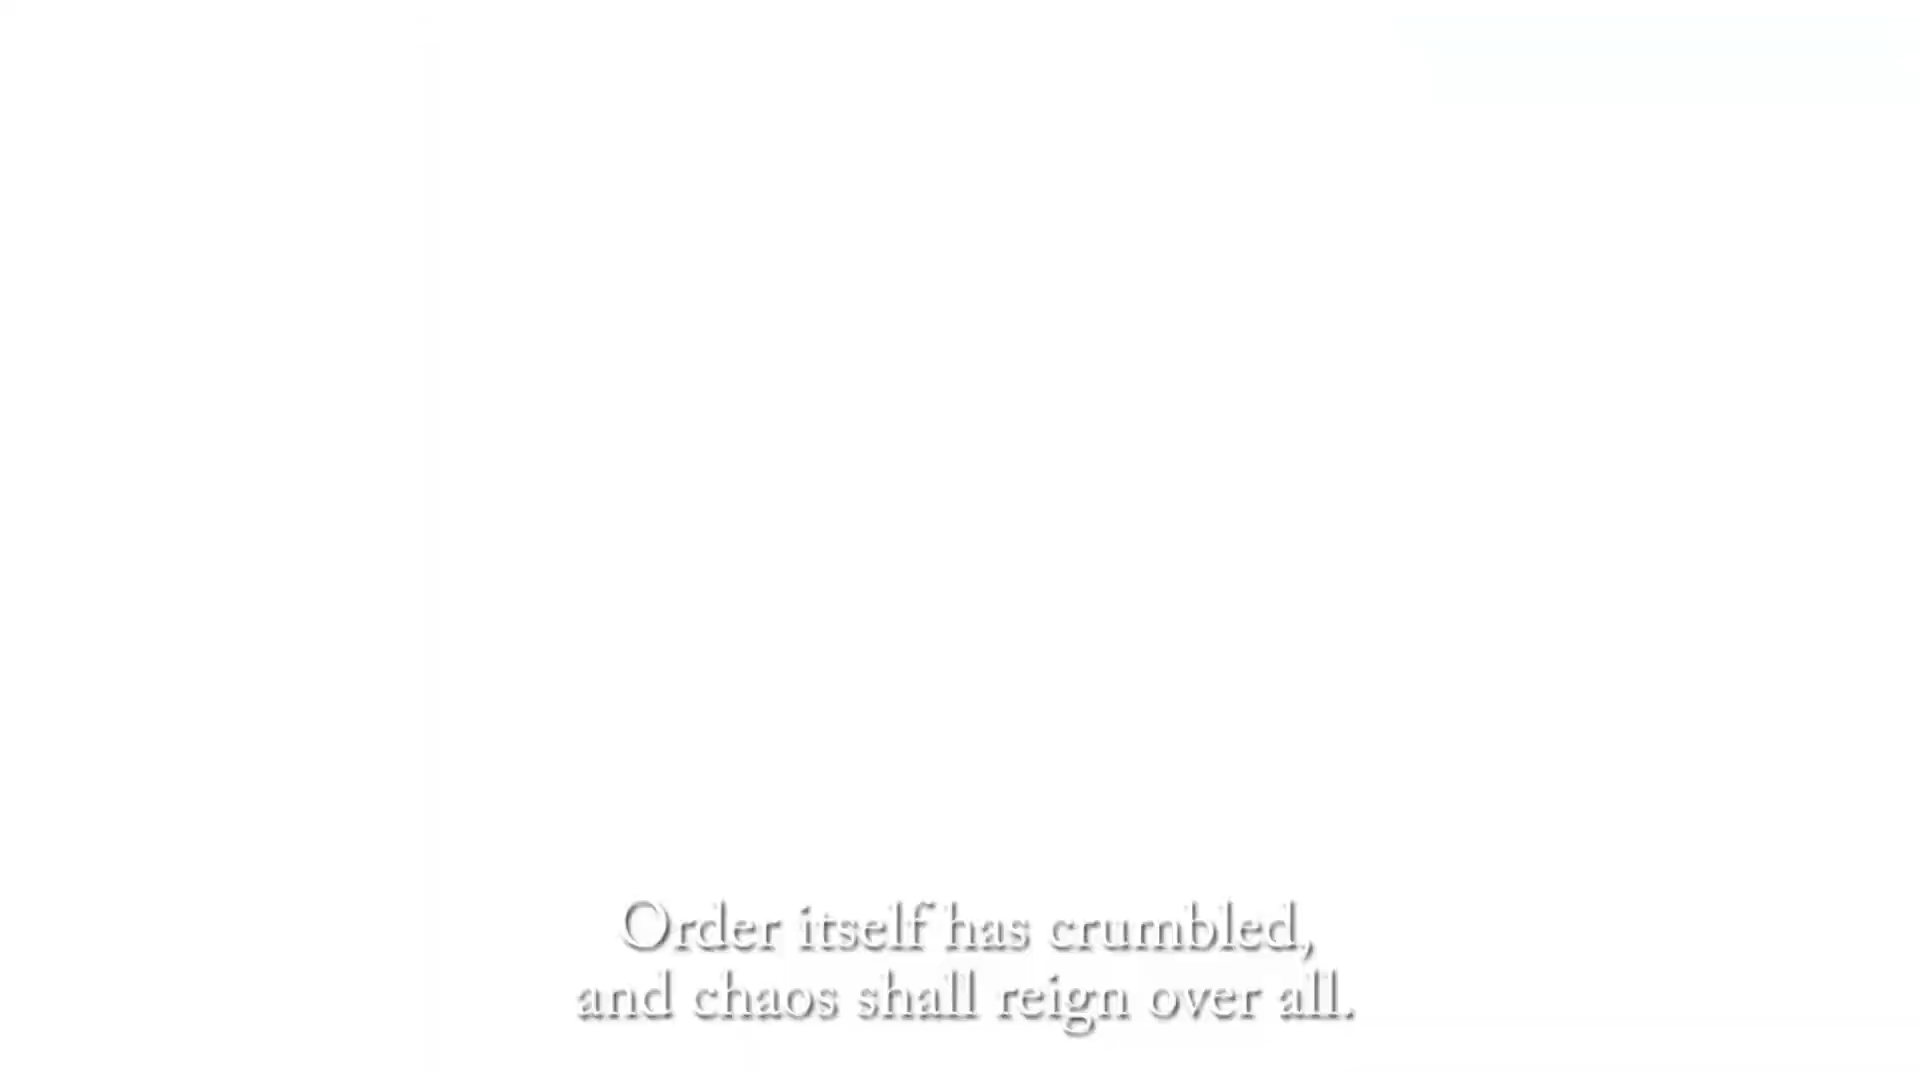 Order itself has crumbled,
and chaos shall reign over all.